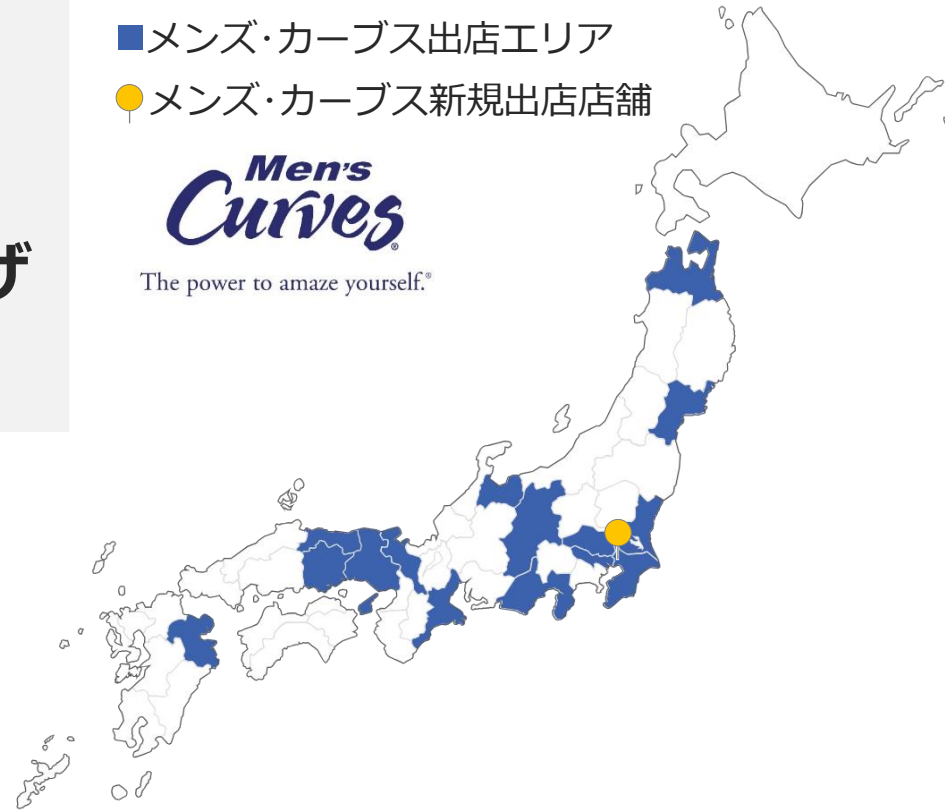 メンズ・カーブス出店エリア
メンズ・カーブス新規出店店舗
Men's
Curves®
The power to amaze yourself.®
ザ